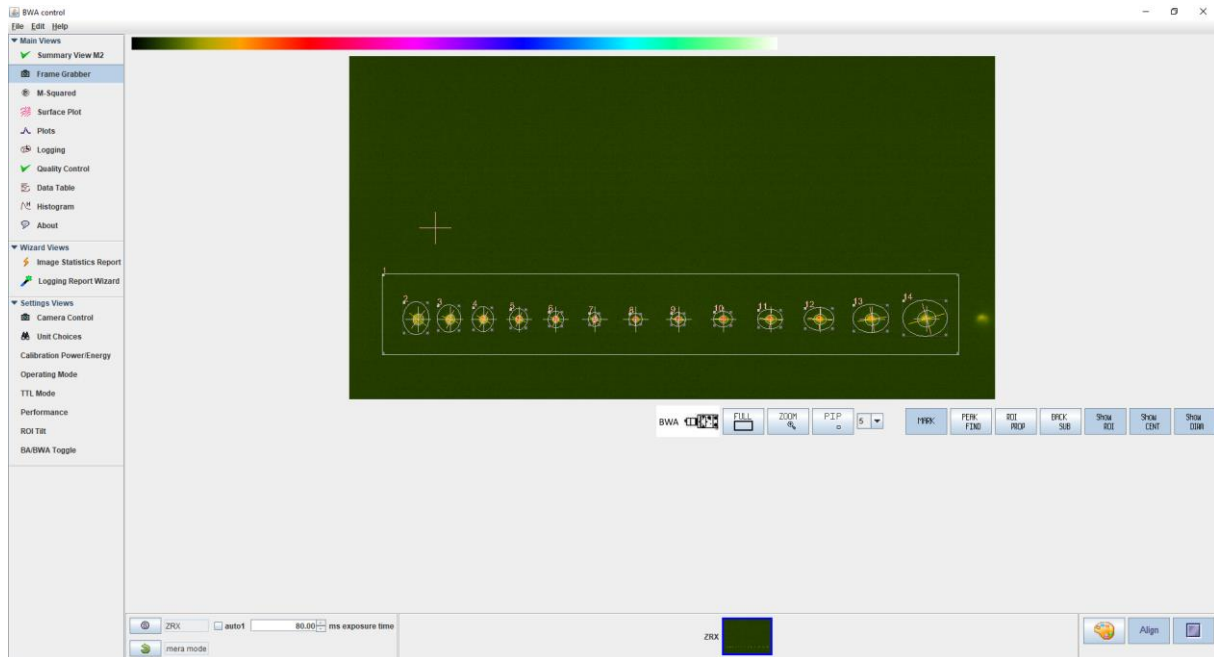 BWA control
File Edit Help
Main Views
Summary View M2
Frame Grabber
M-Squared
Surface Plot
Plots
Logging
Quality Control
Data Table
Histogram
About
Wizard Views
Image Statistics Report
Logging Report Wizard
Settings Views
Camera Control
Unit Choices
Calibration Power/Energy
Operating Mode
TTL Mode
Performance
ROI Tilt
BA/BWA Toggle
1
2 3 4 5 6 7 8 9 10 11 12 13 14
BWA FULL ZOOM PIP 5 MARK PEAK FIND ROI PROP BACK SUB Show ROI Show CENT Show DIAM
ZRX auto1 80.00 ms exposure time
mera mode
ZRX
Align